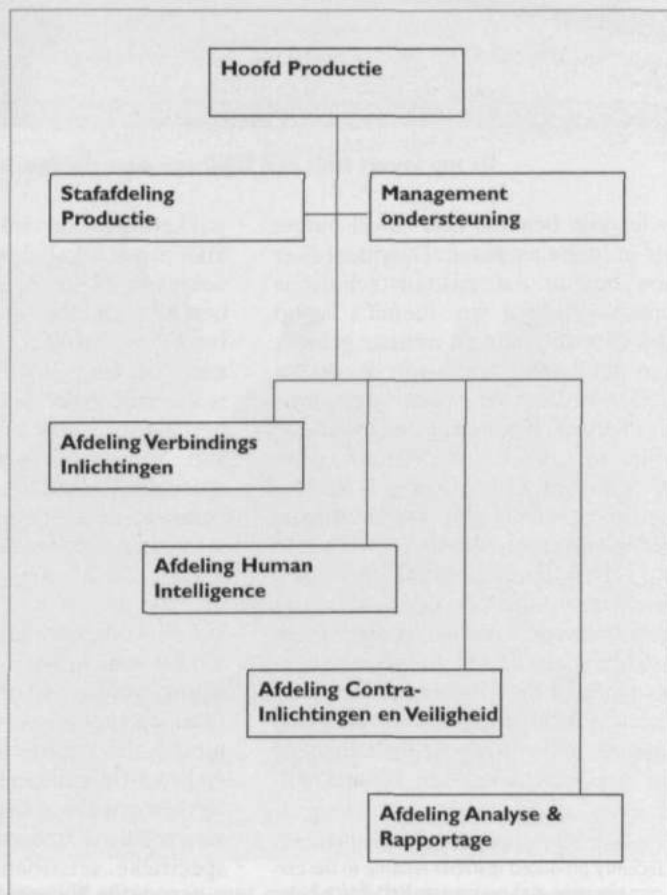 Hoofd Productie
Stafafdeling
Productie
Management
ondersteuning
Afdeling Verbindings
Inlichtingen
Afdeling Human
Intelligence
Afdeling Contra-
Inlichtingen en Veiligheid
Afdeling Analyse &
Rapportage